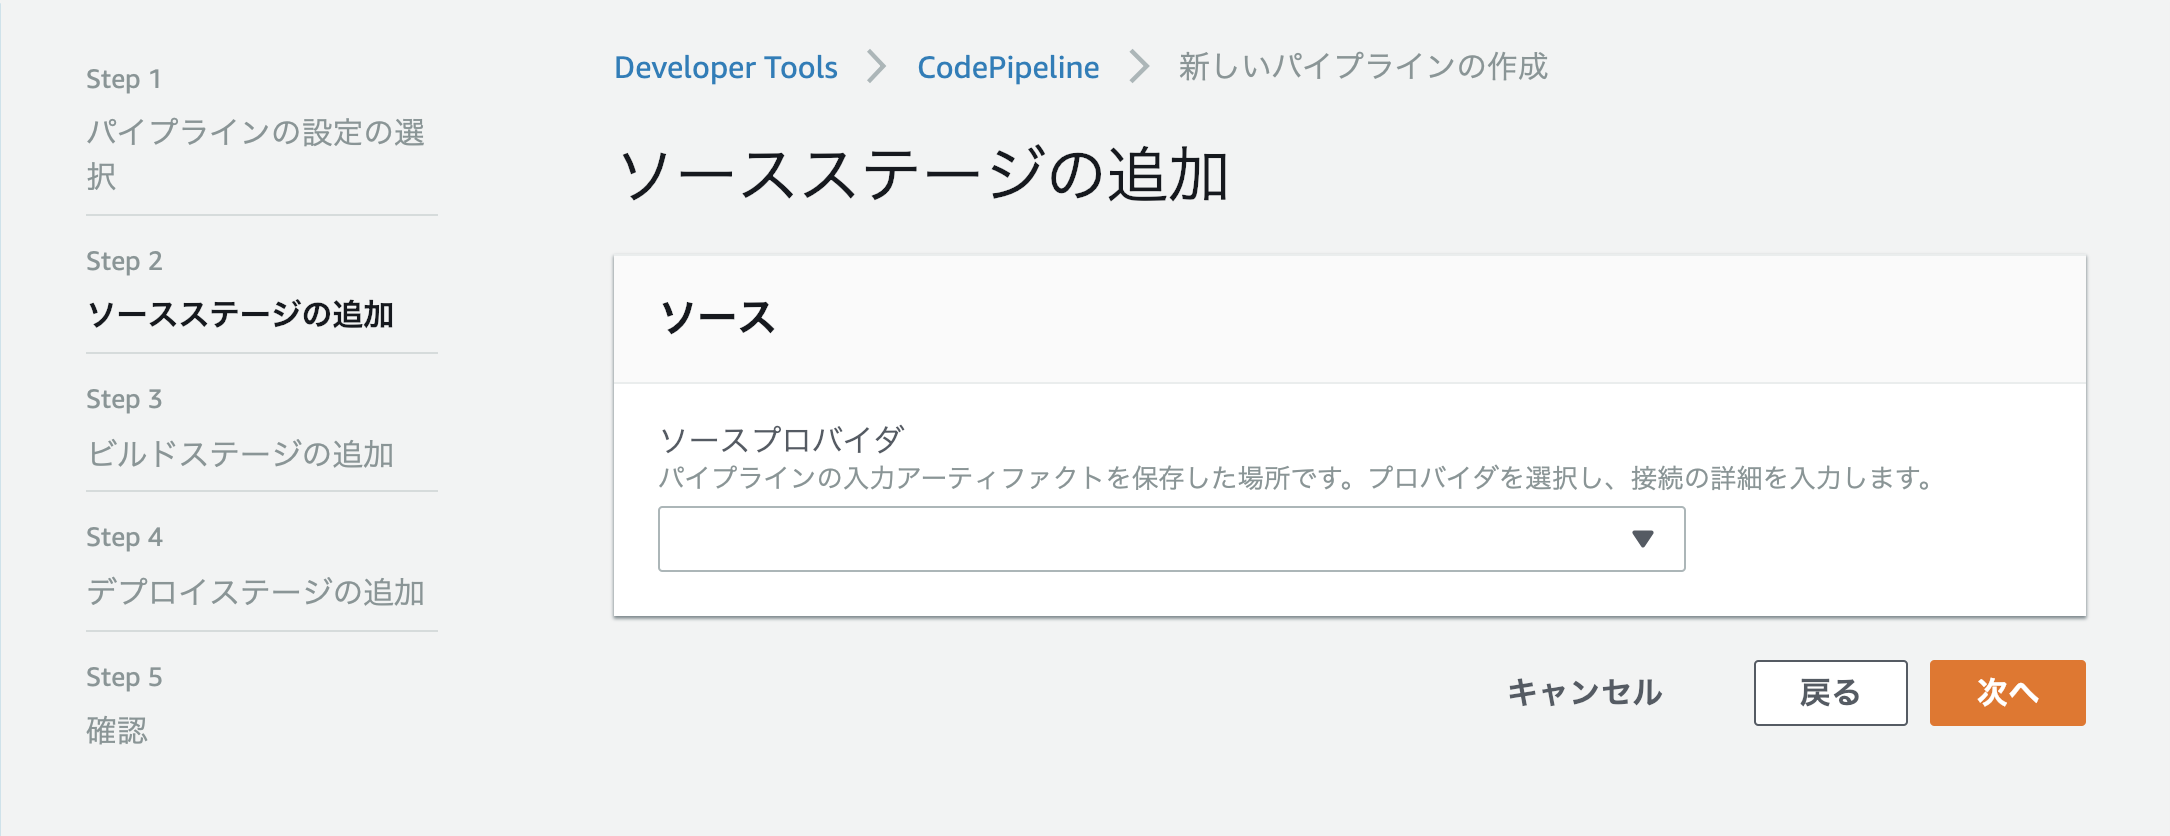 Step 1
パイプラインの設定の選
択
Step 2
ソースステージの追加
Step 3
ビルドステージの追加
Step 4
デプロイステージの追加
Step 5
確認
Developer Tools > CodePipeline > 新しいパイプラインの作成
ソースステージの追加
ソース
ソースプロバイダ
パイプラインの入力アーティファクトを保存した場所です。プロバイダを選択し、接続の詳細を入力します。
キャンセル 戻る 次へ